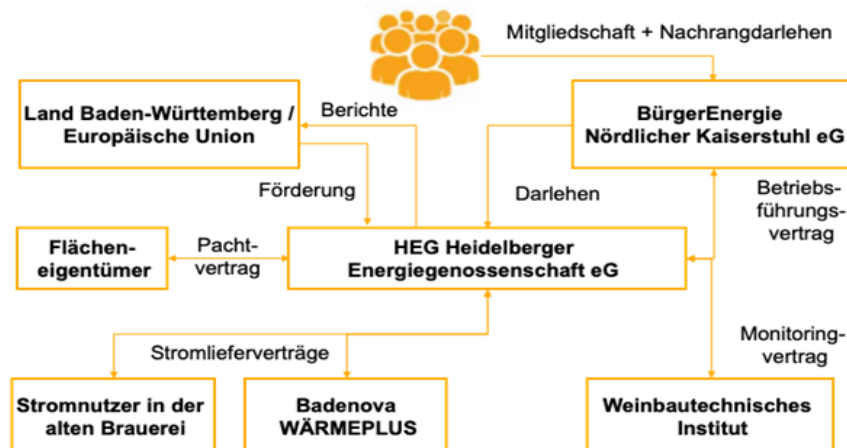 Mitgliedschaft + Nachrangdarlehen
Land Baden-Württemberg /
Europäische Union
Berichte
BürgerEnergie
Nördlicher Kaiserstuhl eG
Förderung
Darlehen
Betriebs-
führungs-
vertrag
Flächen-
eigentümer
Pacht-
vertrag
HEG Heidelberger
Energiegenossenschaft eG
Stromlieferverträge
Monitoring-
vertrag
Stromnutzer in der
alten Brauerei
Badenova
WÄRMEPLUS
Weinbautechnisches
Institut